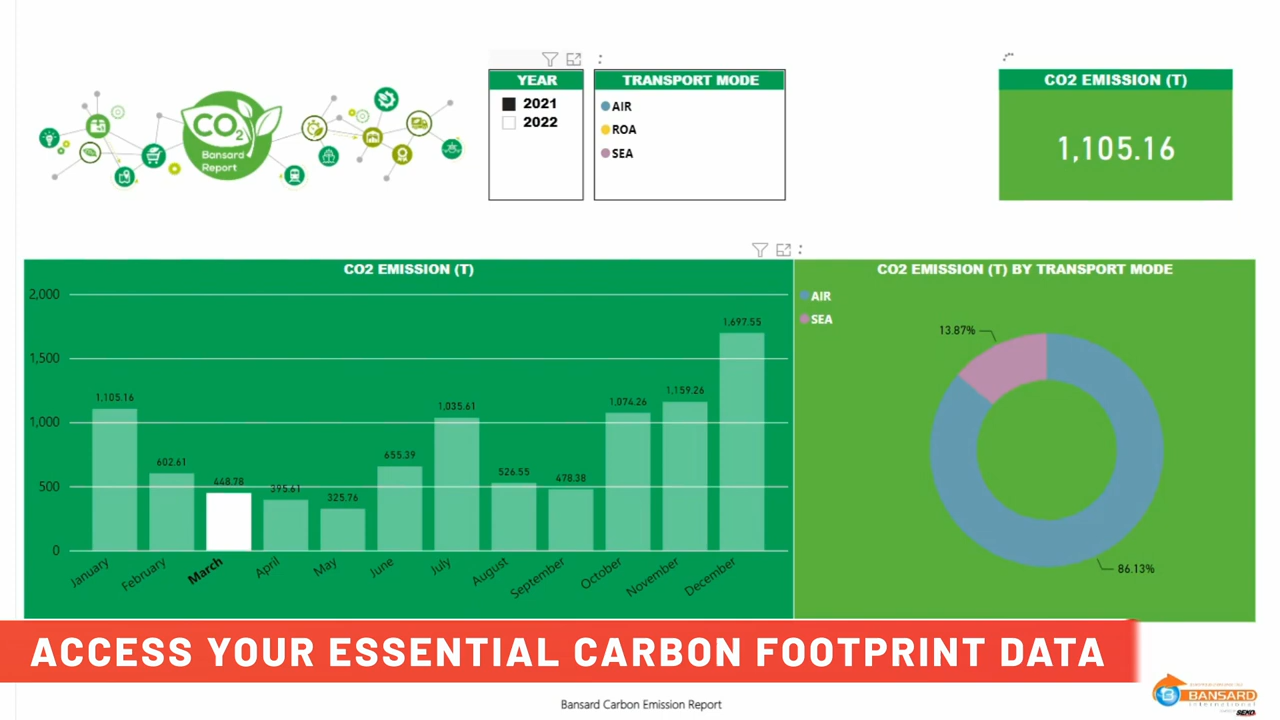 CO2
Bansard
Report
YEAR
2021
2022
TRANSPORT MODE
AIR
ROA
SEA
CO2 EMISSION (T)
1,105.16
CO2 EMISSION (T)
2,000
1,500
1,000
500
0
1,105.16
602.61
448.78
395.61
325.76
655.39
1,035.61
526.55
478.38
1,074.26
1,159.26
1,697.55
January
February
March
April
May
June
July
August
September
October
November
December
CO2 EMISSION (T) BY TRANSPORT MODE
AIR
SEA
13.87%
86.13%
ACCESS YOUR ESSENTIAL CARBON FOOTPRINT DATA
Bansard Carbon Emission Report
BANSARD
international
SEKO